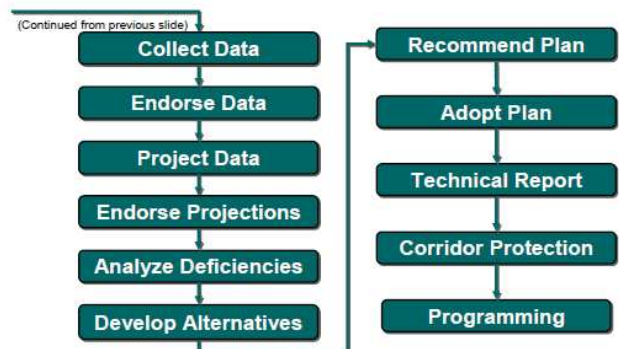 (Continued from previous slide)
Collect Data
Endorse Data
Project Data
Endorse Projections
Analyze Deficiencies
Develop Alternatives
Recommend Plan
Adopt Plan
Technical Report
Corridor Protection
Programming